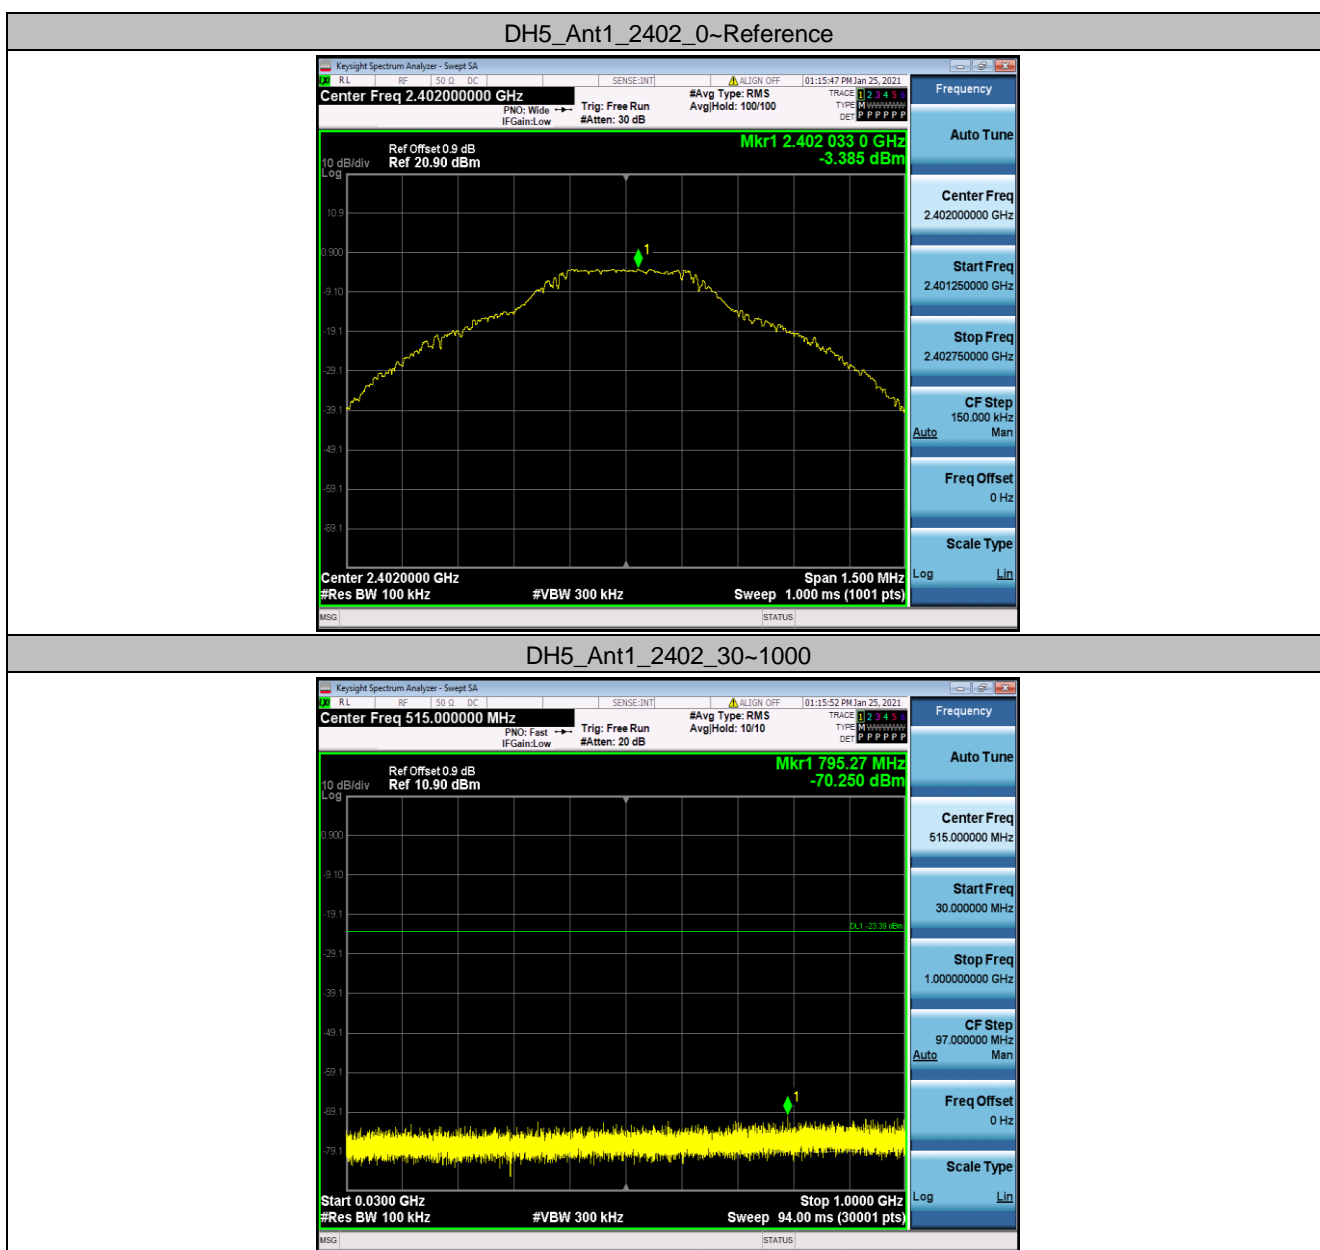 DH5_Ant1_2402_0~Reference
Keysight Spectrum Analyzer - Swept SA
RL RF 50 Ω DC SENSE:INT ALIGN OFF 01:15:47 PM Jan 25, 2021
Center Freq 2.402000000 GHz
PNO: Wide
IFGain:Low
Trig: Free Run
#Atten: 30 dB
#Avg Type: RMS
Avg|Hold: 100/100
TRACE 1 2 3 4 5 6
TYPE M WWWWW
DET P P P P P P
Frequency
Auto Tune
Center Freq
2.402000000 GHz
Start Freq
2.401250000 GHz
Stop Freq
2.402750000 GHz
CF Step
150.000 kHz
Auto Man
Freq Offset
0 Hz
Scale Type
Log Lin
Mkr1 2.402 033 0 GHz
-3.385 dBm
Ref Offset 0.9 dB
10 dB/div Ref 20.90 dBm
Log
10.9
0.900
-9.10
-19.1
-29.1
-39.1
-49.1
-59.1
-69.1
1
Center 2.4020000 GHz Span 1.500 MHz
#Res BW 100 kHz #VBW 300 kHz Sweep 1.000 ms (1001 pts)
MSG STATUS
DH5_Ant1_2402_30~1000
Keysight Spectrum Analyzer - Swept SA
RL RF 50 Ω DC SENSE:INT ALIGN OFF 01:15:52 PM Jan 25, 2021
Center Freq 515.000000 MHz
PNO: Fast
IFGain:Low
Trig: Free Run
#Atten: 20 dB
#Avg Type: RMS
Avg|Hold: 10/10
TRACE 1 2 3 4 5 6
TYPE M WWWWW
DET P P P P P P
Frequency
Auto Tune
Center Freq
515.000000 MHz
Start Freq
30.000000 MHz
Stop Freq
1.000000000 GHz
CF Step
97.000000 MHz
Auto Man
Freq Offset
0 Hz
Scale Type
Log Lin
Mkr1 795.27 MHz
-70.250 dBm
Ref Offset 0.9 dB
10 dB/div Ref 10.90 dBm
Log
0.900
-9.10
-19.1
-29.1
-39.1
-49.1
-59.1
-69.1
-79.1
DL1 -23.39 dBm
1
Start 0.0300 GHz Stop 1.0000 GHz
#Res BW 100 kHz #VBW 300 kHz Sweep 94.00 ms (30001 pts)
MSG STATUS